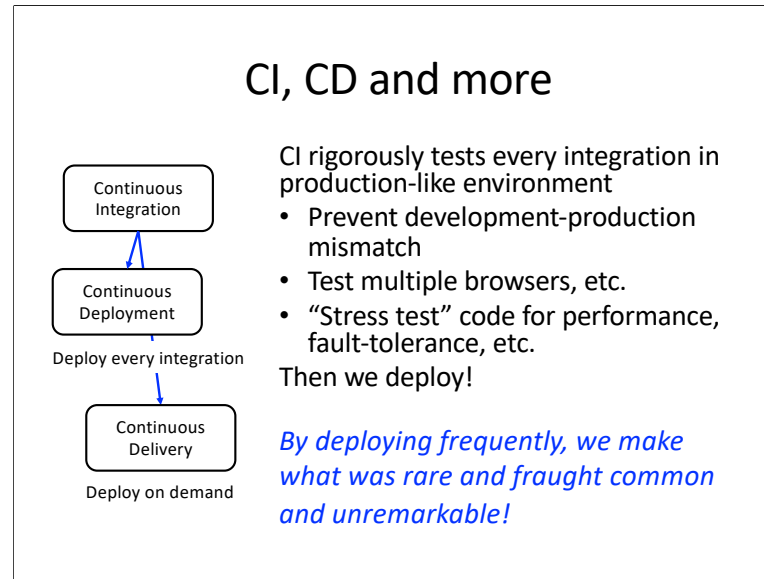 CI, CD and more
Continuous
Integration
Continuous
Deployment
Deploy every integration
Continuous
Delivery
Deploy on demand
CI rigorously tests every integration in
production-like environment
• Prevent development-production
mismatch
• Test multiple browsers, etc.
• “Stress test” code for performance,
fault-tolerance, etc.
Then we deploy!
By deploying frequently, we make
what was rare and fraught common
and unremarkable!